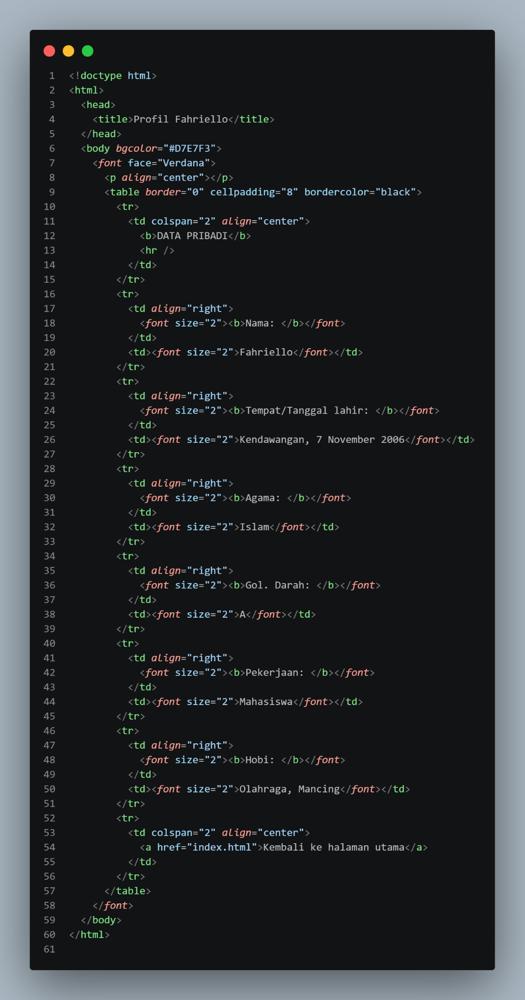 1 <!doctype html>
2 <html>
3   <head>
4     <title>Profil Fahriello</title>
5   </head>
6   <body bgcolor="#D7E7F3">
7     <font face="Verdana">
8       <p align="center"></p>
9       <table border="0" cellpadding="8" bordercolor="black">
10         <tr>
11           <td colspan="2" align="center">
12             <b>DATA PRIBADI</b>
13             <hr />
14           </td>
15         </tr>
16         <tr>
17           <td align="right">
18             <font size="2"><b>Nama: </b></font>
19           </td>
20           <td><font size="2">Fahriello</font></td>
21         </tr>
22         <tr>
23           <td align="right">
24             <font size="2"><b>Tempat/Tanggal lahir: </b></font>
25           </td>
26           <td><font size="2">Kendawangan, 7 November 2006</font></td>
27         </tr>
28         <tr>
29           <td align="right">
30             <font size="2"><b>Agama: </b></font>
31           </td>
32           <td><font size="2">Islam</font></td>
33         </tr>
34         <tr>
35           <td align="right">
36             <font size="2"><b>Gol. Darah: </b></font>
37           </td>
38           <td><font size="2">A</font></td>
39         </tr>
40         <tr>
41           <td align="right">
42             <font size="2"><b>Pekerjaan: </b></font>
43           </td>
44           <td><font size="2">Mahasiswa</font></td>
45         </tr>
46         <tr>
47           <td align="right">
48             <font size="2"><b>Hobi: </b></font>
49           </td>
50           <td><font size="2">Olahraga, Mancing</font></td>
51         </tr>
52         <tr>
53           <td colspan="2" align="center">
54             <a href="index.html">Kembali ke halaman utama</a>
55           </td>
56         </tr>
57       </table>
58     </font>
59   </body>
60 </html>
61